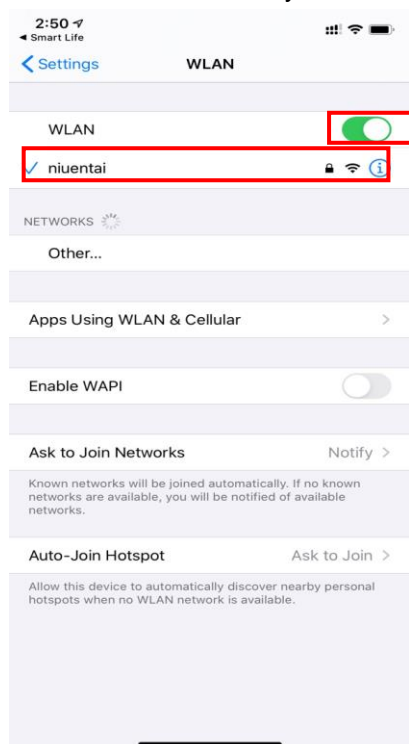 2:50
Smart Life
Settings
WLAN
WLAN
niuentai
NETWORKS
Other...
Apps Using WLAN & Cellular
Enable WAPI
Ask to Join Networks
Notify
Known networks will be joined automatically. If no known
networks are available, you will be notified of available
networks.
Auto-Join Hotspot
Ask to Join
Allow this device to automatically discover nearby personal
hotspots when no WLAN network is available.